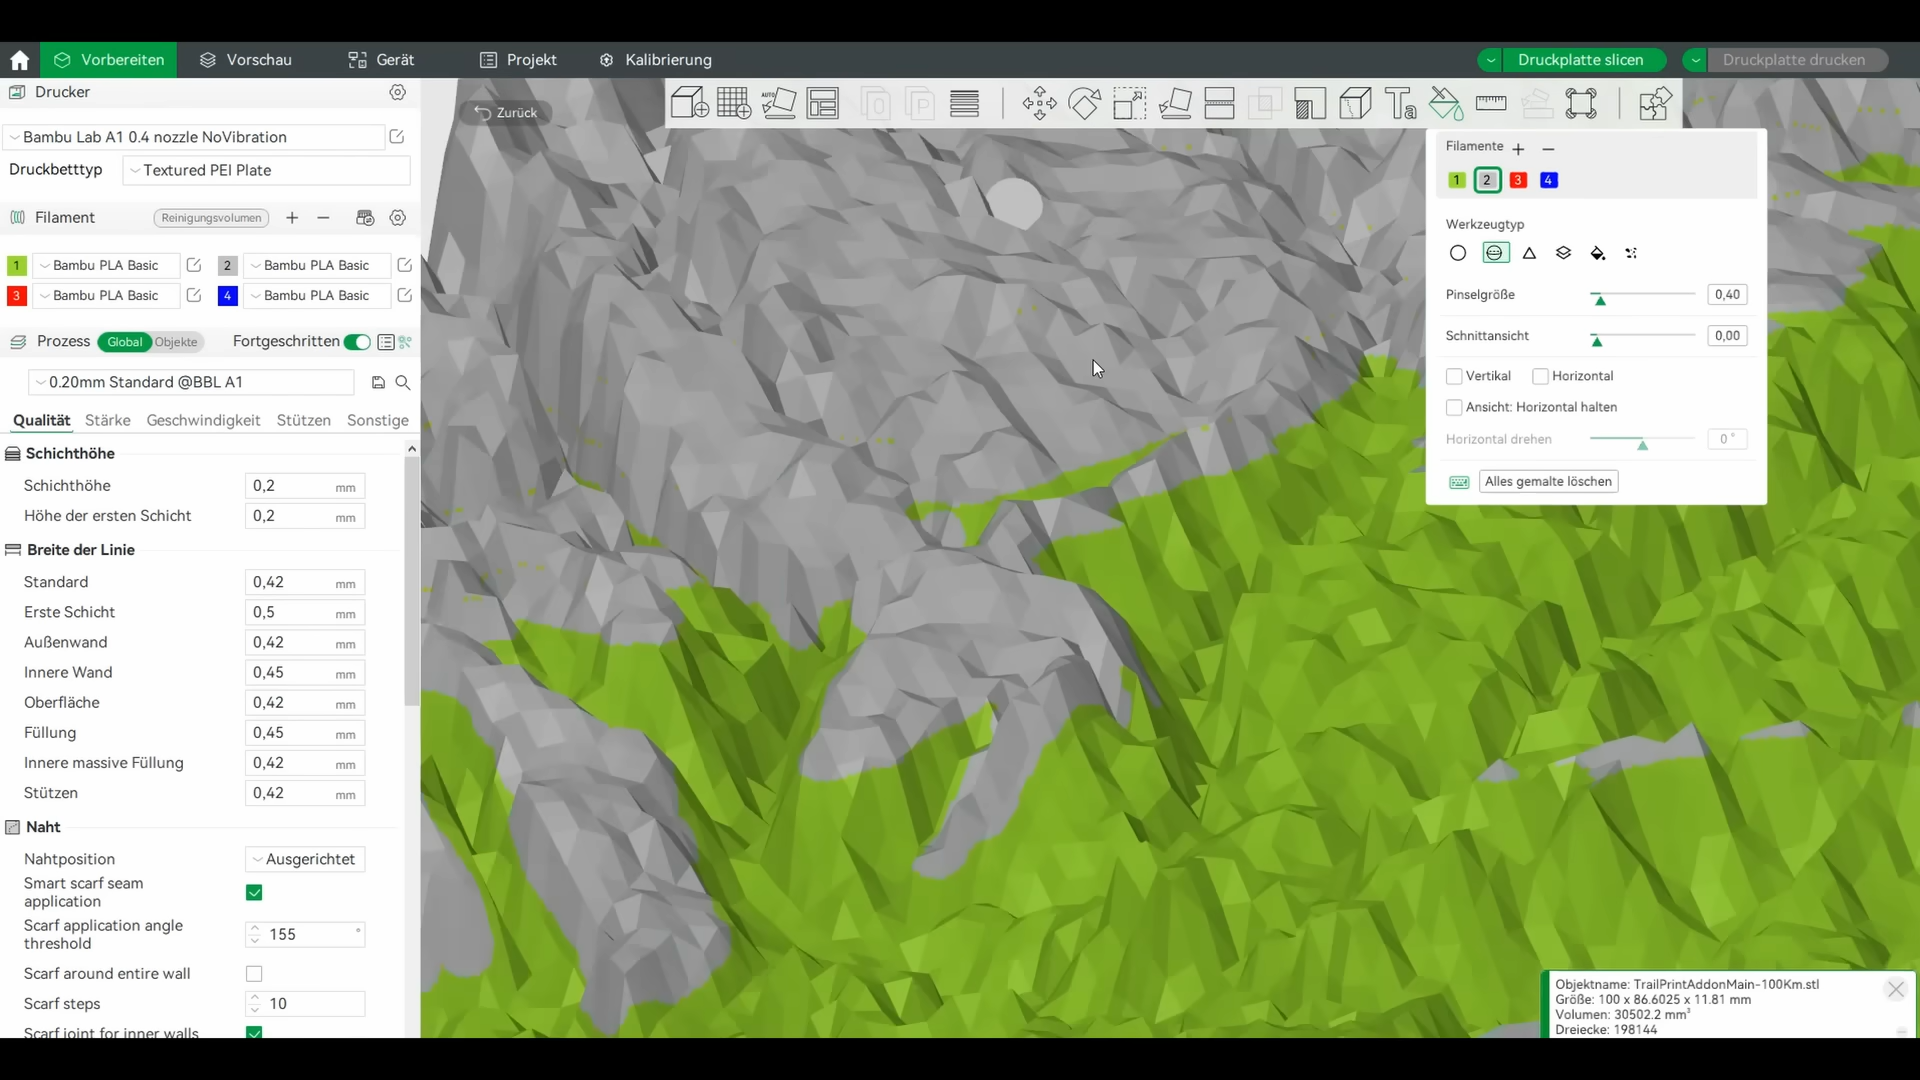 Vorbereiten Vorschau Gerät Projekt Kalibrierung Druckplatte slicen Druckplatte drucken
Drucker
Bambu Lab A1 0.4 nozzle NoVibration
Druckbetttyp Textured PEI Plate
Filament Reinigungsvolumen + −
1 Bambu PLA Basic 2 Bambu PLA Basic
3 Bambu PLA Basic 4 Bambu PLA Basic
Prozess Global Objekte Fortgeschritten
0.20mm Standard @BBL A1
Qualität Stärke Geschwindigkeit Stützen Sonstige
Schichthöhe
Schichthöhe 0,2 mm
Höhe der ersten Schicht 0,2 mm
Breite der Linie
Standard 0,42 mm
Erste Schicht 0,5 mm
Außenwand 0,42 mm
Innere Wand 0,45 mm
Oberfläche 0,42 mm
Füllung 0,45 mm
Innere massive Füllung 0,42 mm
Stützen 0,42 mm
Naht
Nahtposition Ausgerichtet
Smart scarf seam
application
Scarf application angle
threshold 155 °
Scarf around entire wall
Scarf steps 10
Scarf joint for inner walls
Zurück
AUTO
Ta
Filamente + −
1 2 3 4
Werkzeugtyp
Pinselgröße 0,40
Schnittansicht 0,00
Vertikal Horizontal
Ansicht: Horizontal halten
Horizontal drehen 0 °
Alles gemalte löschen
Objektname: TrailPrintAddonMain-100Km.stl
Größe: 100 x 86.6025 x 11.81 mm
Volumen: 30502.2 mm³
Dreiecke: 198144